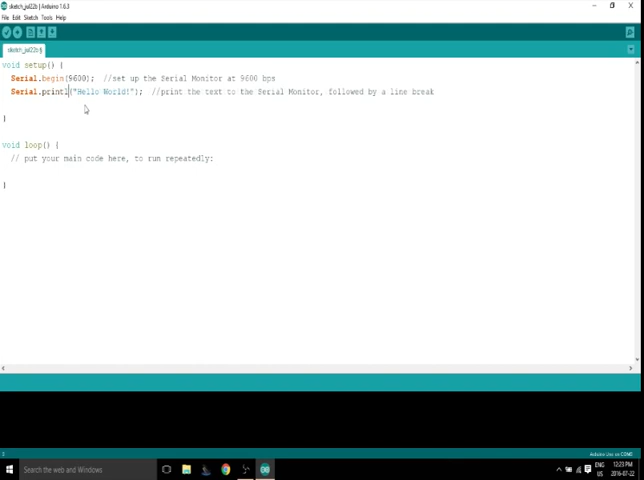 sketch_jul22b | Arduino 1.6.3
File Edit Sketch Tools Help
sketch_jul22b §
void setup() {
Serial.begin(9600); //set up the Serial Monitor at 9600 bps
Serial.printl("Hello World!"); //print the text to the Serial Monitor, followed by a line break
}
void loop() {
// put your main code here, to run repeatedly:
}
3
Arduino Uno on COM3
Search the web and Windows
12:23 PM
2016-07-22